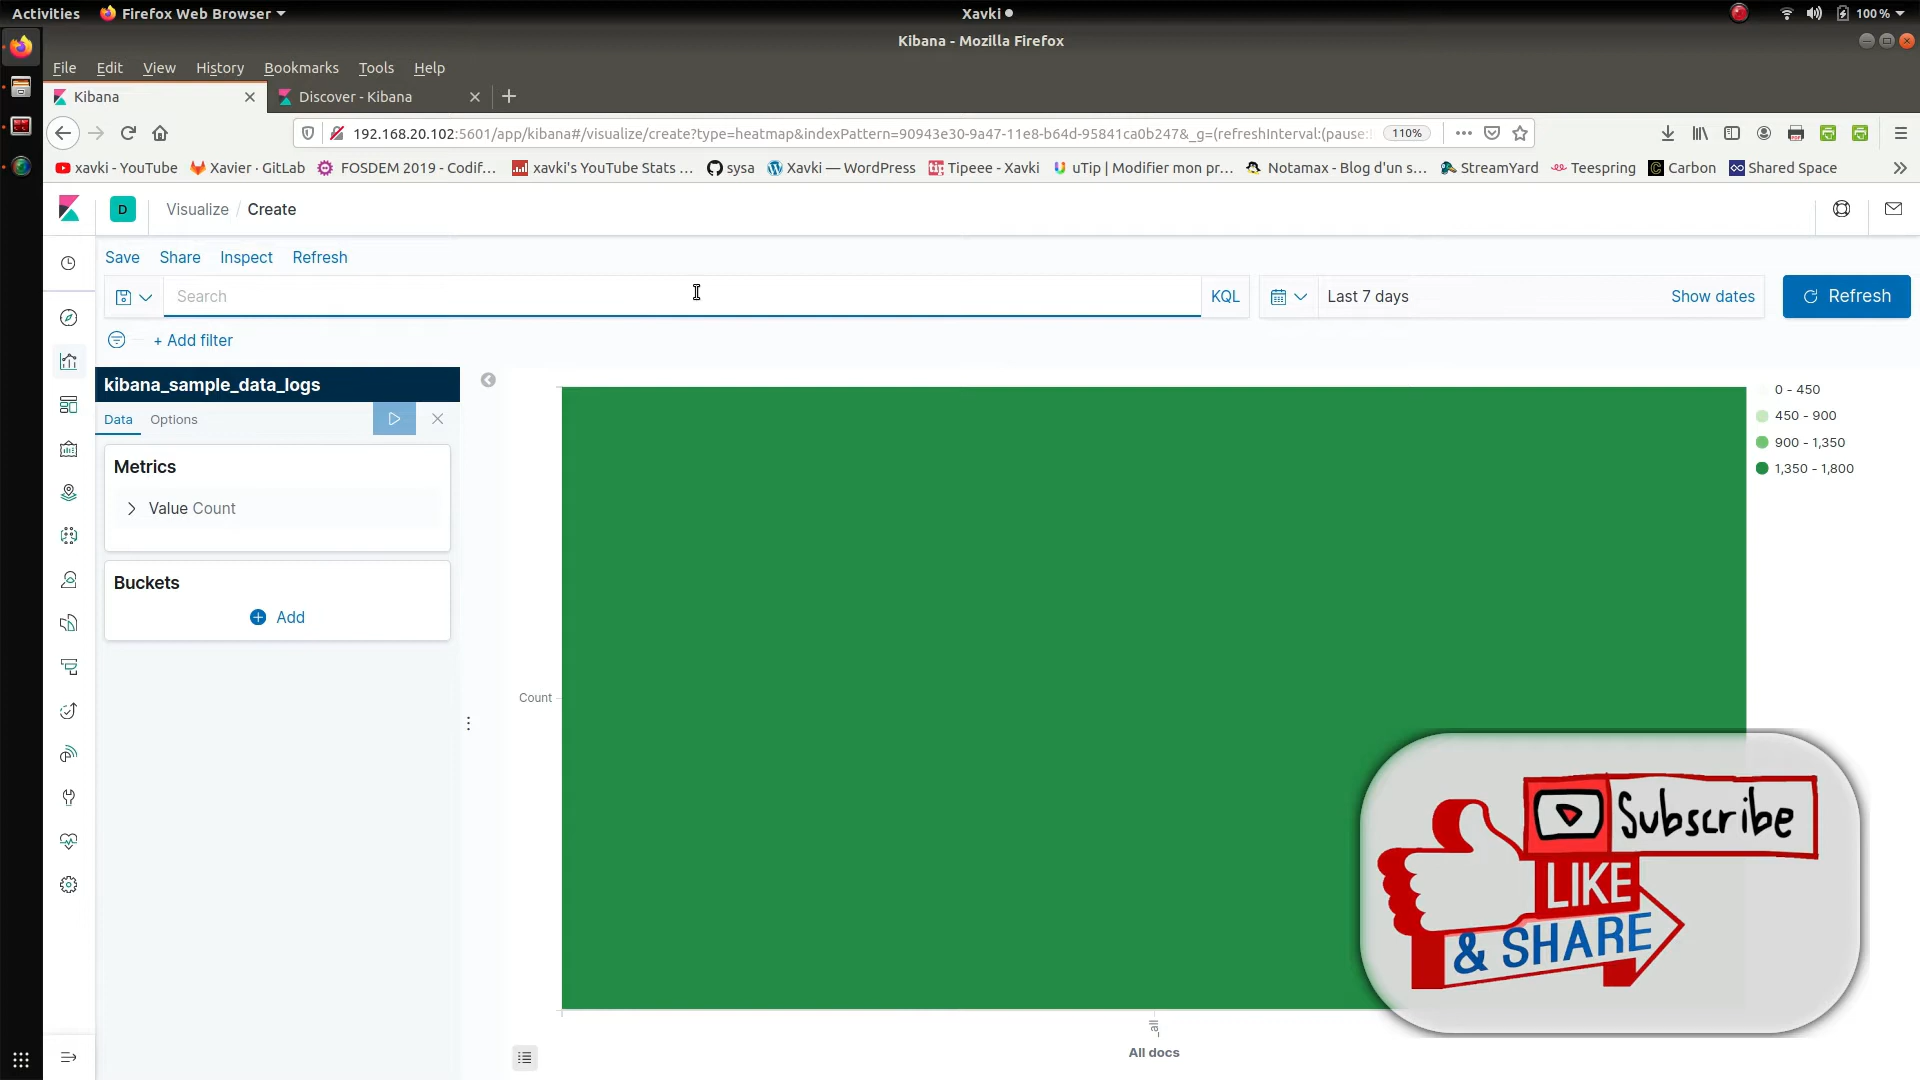 Activities Firefox Web Browser Xavki 100 %
Kibana - Mozilla Firefox
File Edit View History Bookmarks Tools Help
Kibana Discover - Kibana
192.168.20.102:5601/app/kibana#/visualize/create?type=heatmap&indexPattern=90943e30-9a47-11e8-b64d-95841ca0b247&_g=(refreshInterval:(pause: 110%
xavki - YouTube Xavier · GitLab FOSDEM 2019 - Codif… xavki's YouTube Stats … sysa Xavki — WordPress Tipeee - Xavki uTip | Modifier mon pr… Notamax - Blog d'un s… StreamYard Teespring Carbon Shared Space
D Visualize / Create
Save Share Inspect Refresh
Search KQL Last 7 days Show dates Refresh
+ Add filter
kibana_sample_data_logs
Data Options
Metrics
Value Count
Buckets
Add
0 - 450
450 - 900
900 - 1,350
1,350 - 1,800
Count
_all
All docs
Subscribe
LIKE
& SHARE